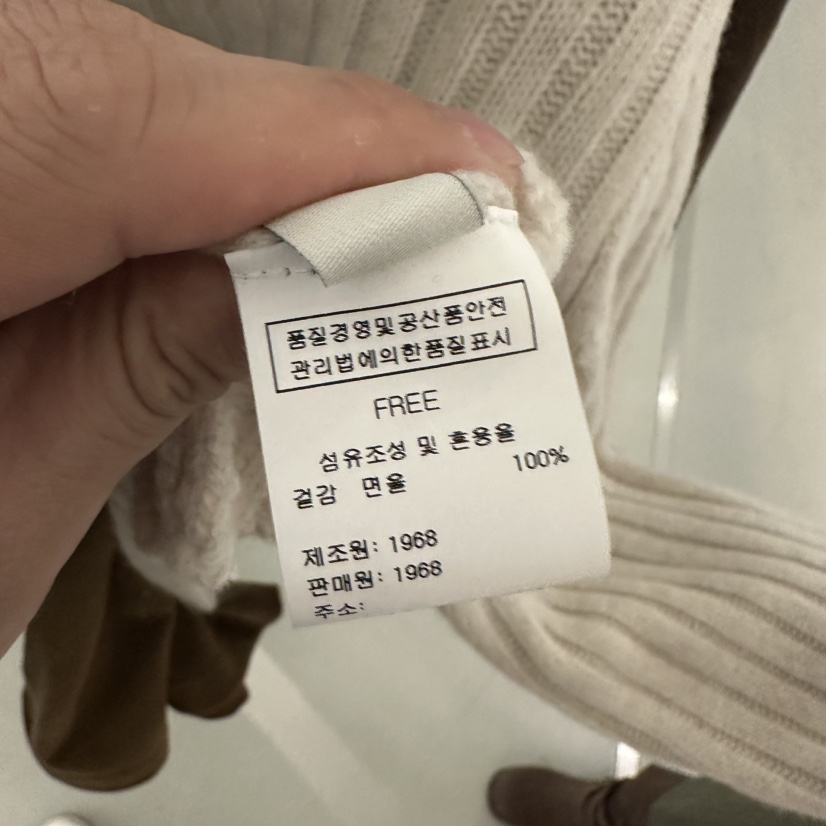 품질경영및공산품안전
관리법에의한품질표시
FREE
섬유조성 및 혼용율
걸감 면울 100%
제조원: 1968
판매원: 1968
주소: